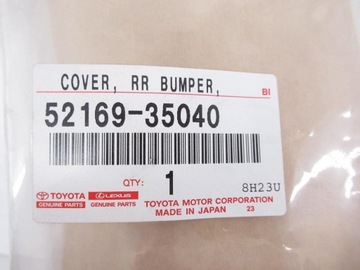 COVER, RR BUMPER, BI
52169-35040
QTY: 1 8H23U
TOYOTA GENUINE PARTS LEXUS GENUINE PARTS TOYOTA MOTOR CORPORATION
MADE IN JAPAN 23